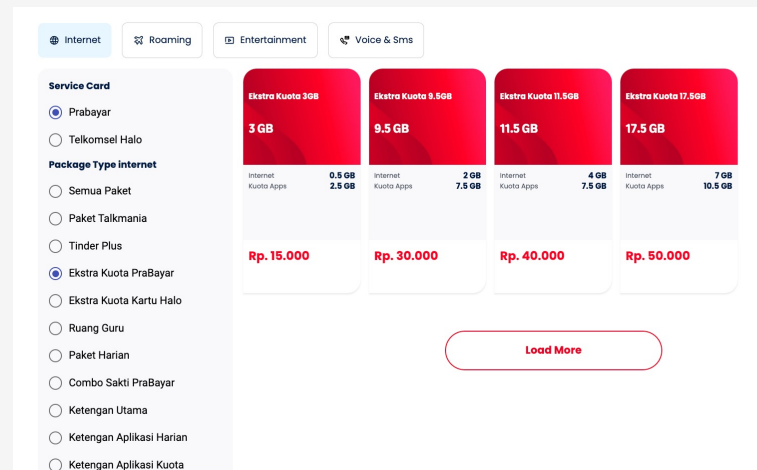 Internet
Roaming
Entertainment
Voice & Sms
Service Card
Prabayar
Telkomsel Halo
Package Type internet
Semua Paket
Paket Talkmania
Tinder Plus
Ekstra Kuota PraBayar
Ekstra Kuota Kartu Halo
Ruang Guru
Paket Harian
Combo Sakti PraBayar
Ketengan Utama
Ketengan Aplikasi Harian
Ketengan Aplikasi Kuota
Ekstra Kuota 3GB
3 GB
Internet 0.5 GB
Kuota Apps 2.5 GB
Rp. 15.000
Ekstra Kuota 9.5GB
9.5 GB
Internet 2 GB
Kuota Apps 7.5 GB
Rp. 30.000
Ekstra Kuota 11.5GB
11.5 GB
Internet 4 GB
Kuota Apps 7.5 GB
Rp. 40.000
Ekstra Kuota 17.5GB
17.5 GB
Internet 7 GB
Kuota Apps 10.5 GB
Rp. 50.000
Load More